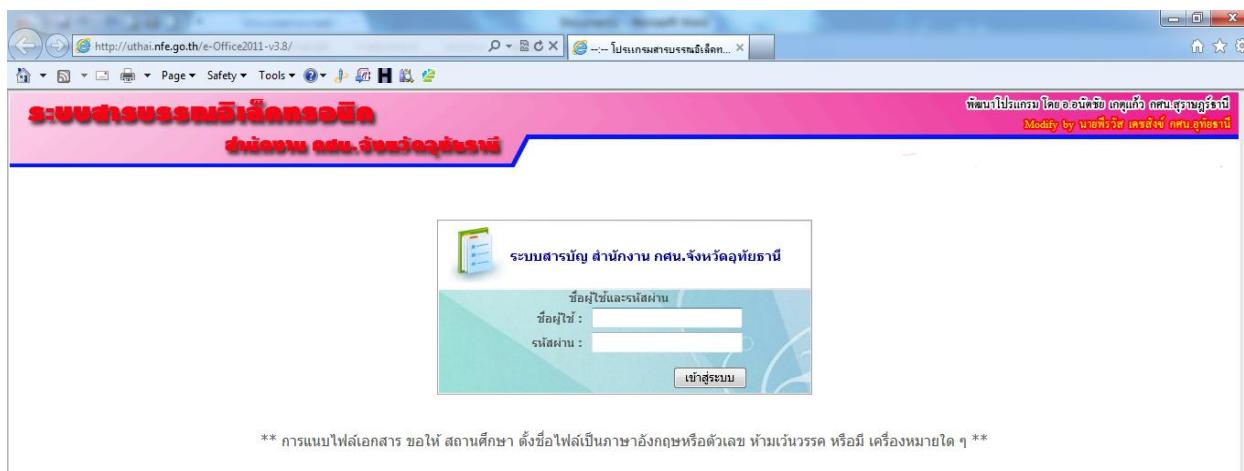 http://uthai.nfe.go.th/e-Office2011-v3.8/
--:-- โปรแกรมสารบรรณอิเล็คท...
Page Safety Tools
ระบบสารบรรณอิเล็กทรอนิก
สำนักงาน กศน.จังหวัดอุทัยธานี
พัฒนาโปรแกรม โดย อ.อนิตชัย เกตุแก้ว กศน.สุราษฎร์ธานี
Modify by นายพีรวัส เดชสังข์ กศน.อุทัยธานี
ระบบสารบัญ สำนักงาน กศน.จังหวัดอุทัยธานี
ชื่อผู้ใช้และรหัสผ่าน
ชื่อผู้ใช้ :
รหัสผ่าน :
เข้าสู่ระบบ
** การแนบไฟล์เอกสาร ขอให้ สถานศึกษา ตั้งชื่อไฟล์เป็นภาษาอังกฤษหรือตัวเลข ห้ามเว้นวรรค หรือมี เครื่องหมายใด ๆ **